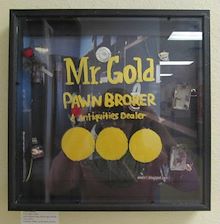 Mr. Gold
PAWN BROKER
& Antiquities Dealer